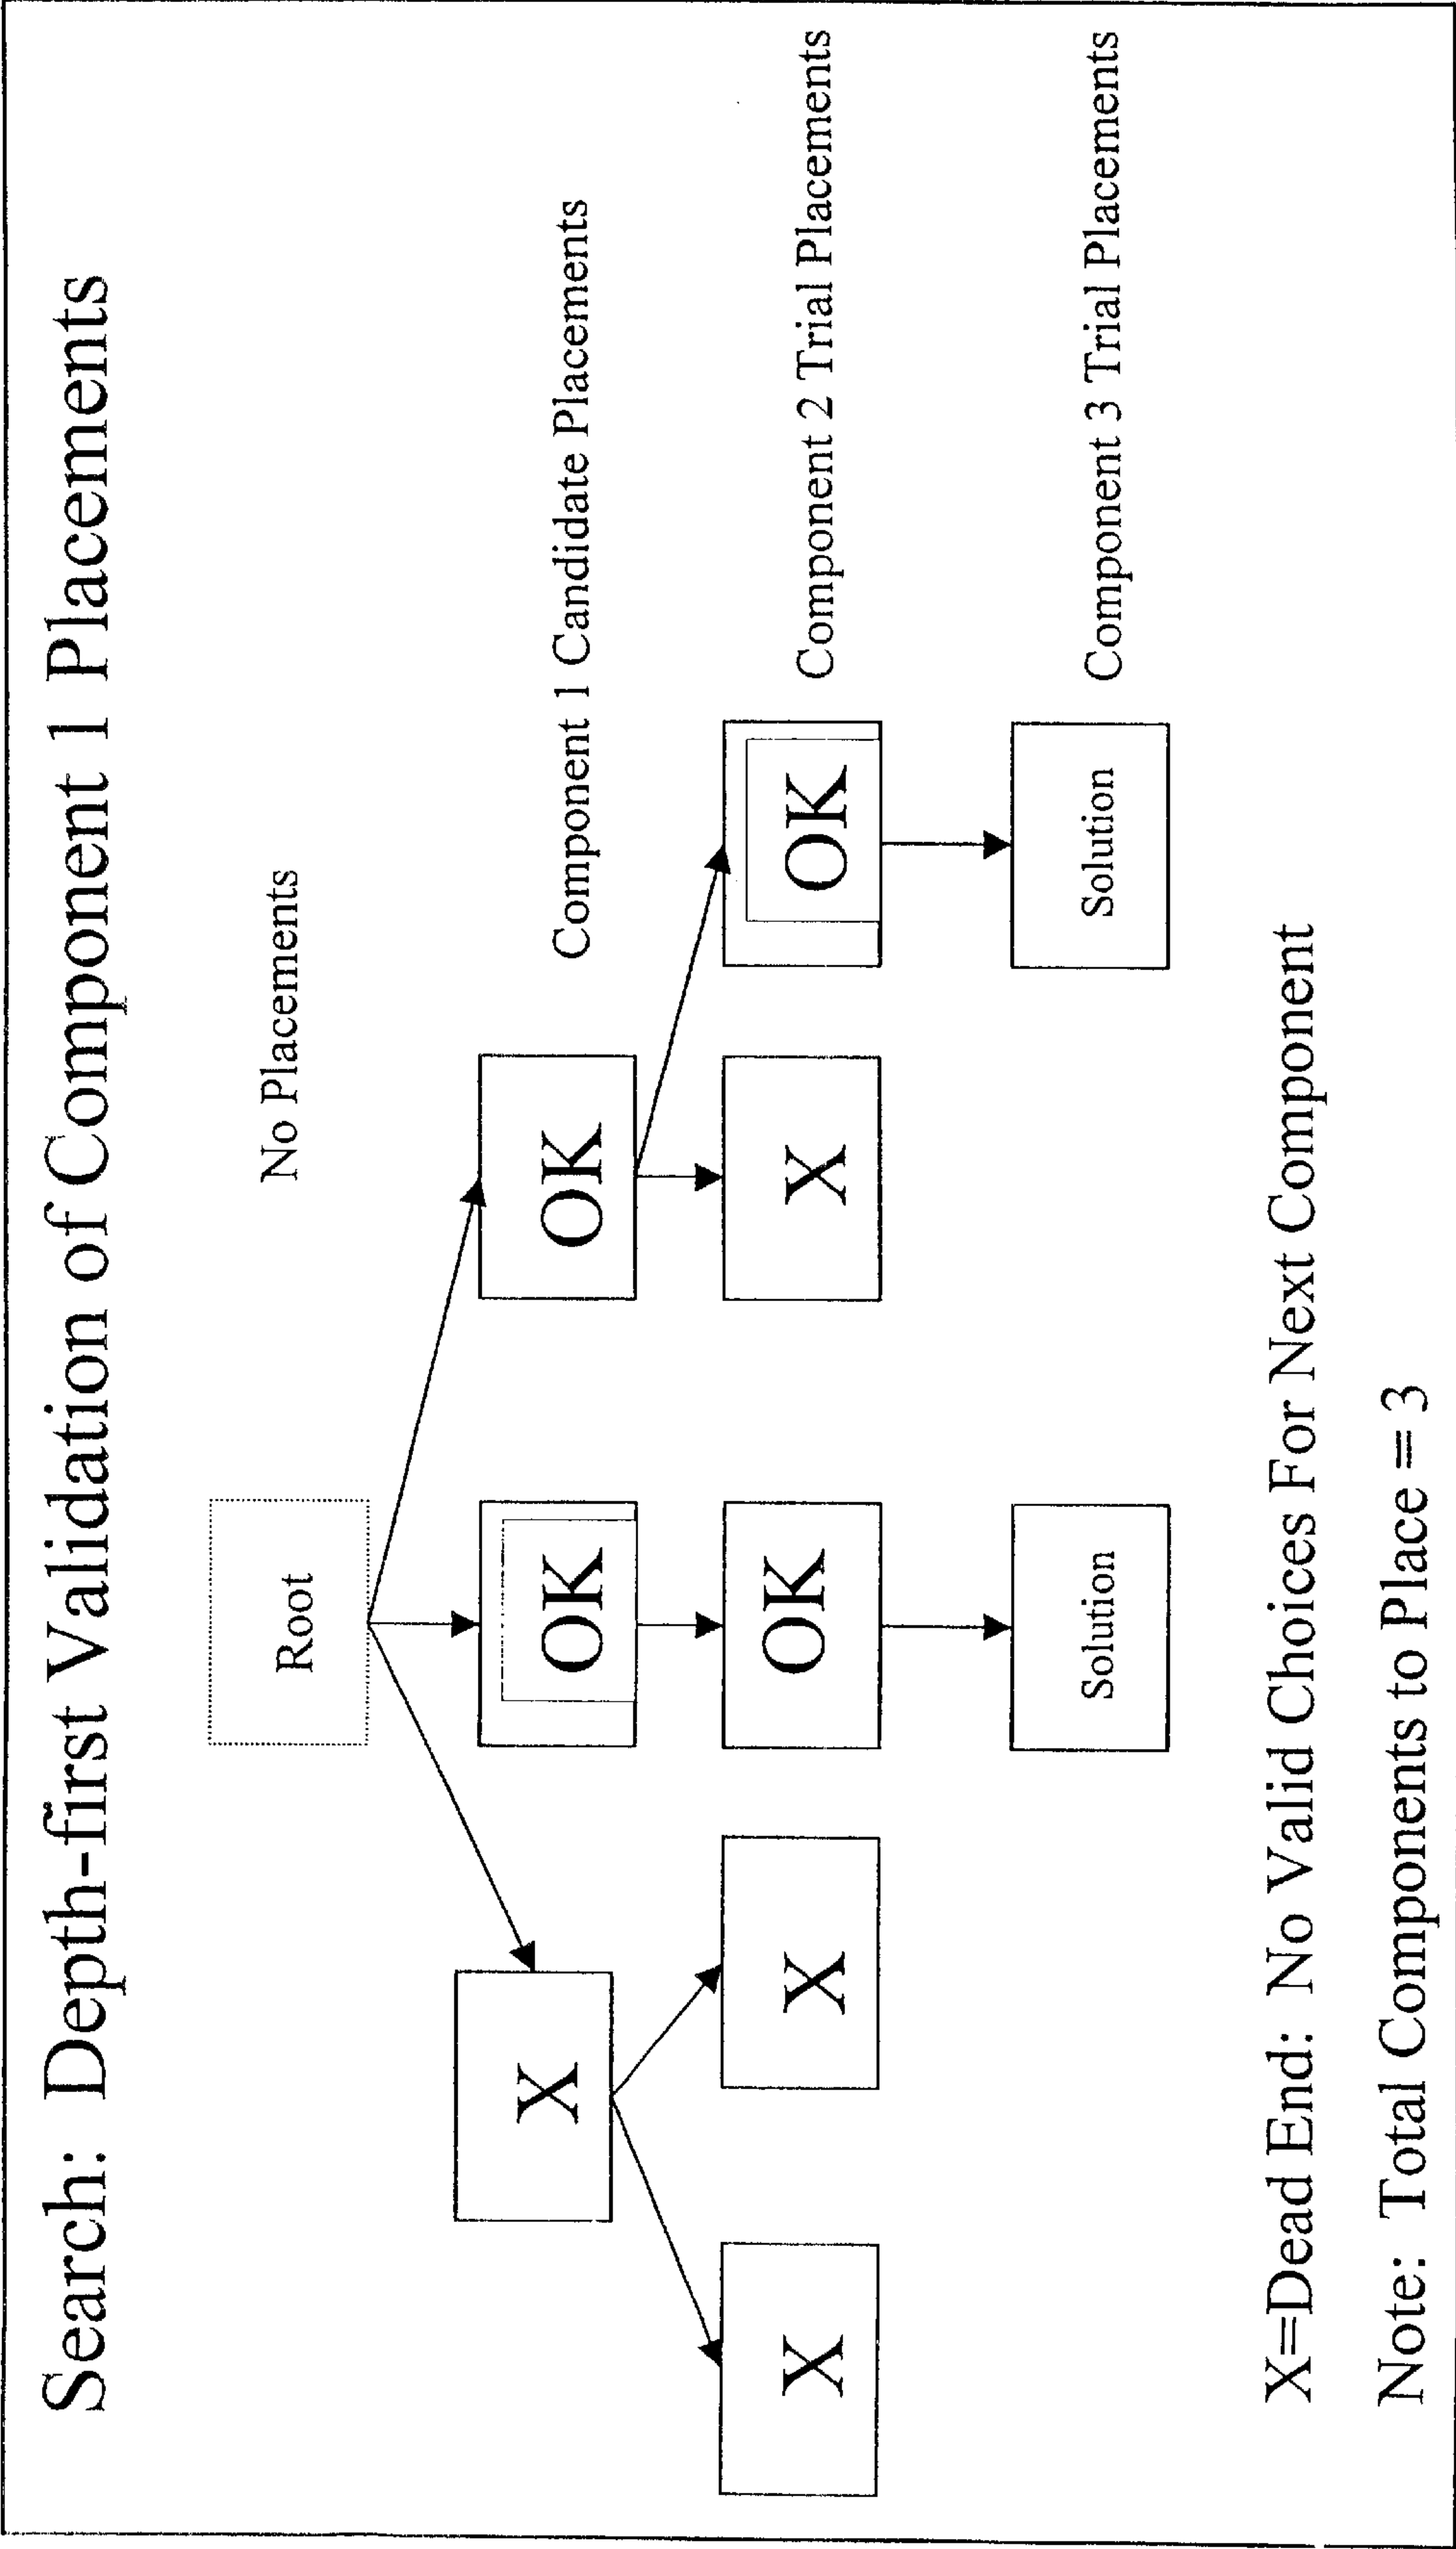 Search: Depth-first Validation of Component 1 Placements
Root
No Placements
X
OK
OK
Component 1 Candidate Placements
X
X
OK
X
OK
Component 2 Trial Placements
Solution
Solution
Component 3 Trial Placements
X=Dead End: No Valid Choices For Next Component
Note: Total Components to Place = 3